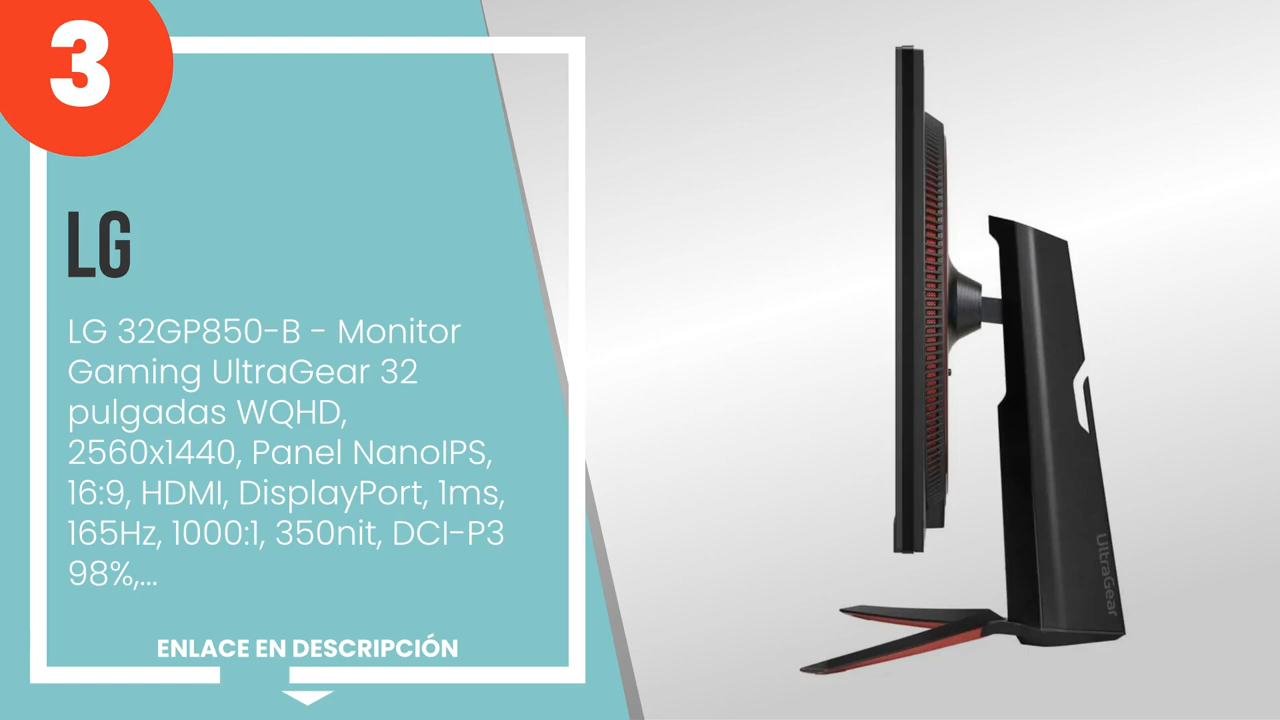 3
LG
LG 32GP850-B - Monitor
Gaming UltraGear 32
pulgadas WQHD,
2560x1440, Panel NanoIPS,
16:9, HDMI, DisplayPort, 1ms,
165Hz, 1000:1, 350nit, DCI-P3
98%,...
ENLACE EN DESCRIPCIÓN
UltraGear